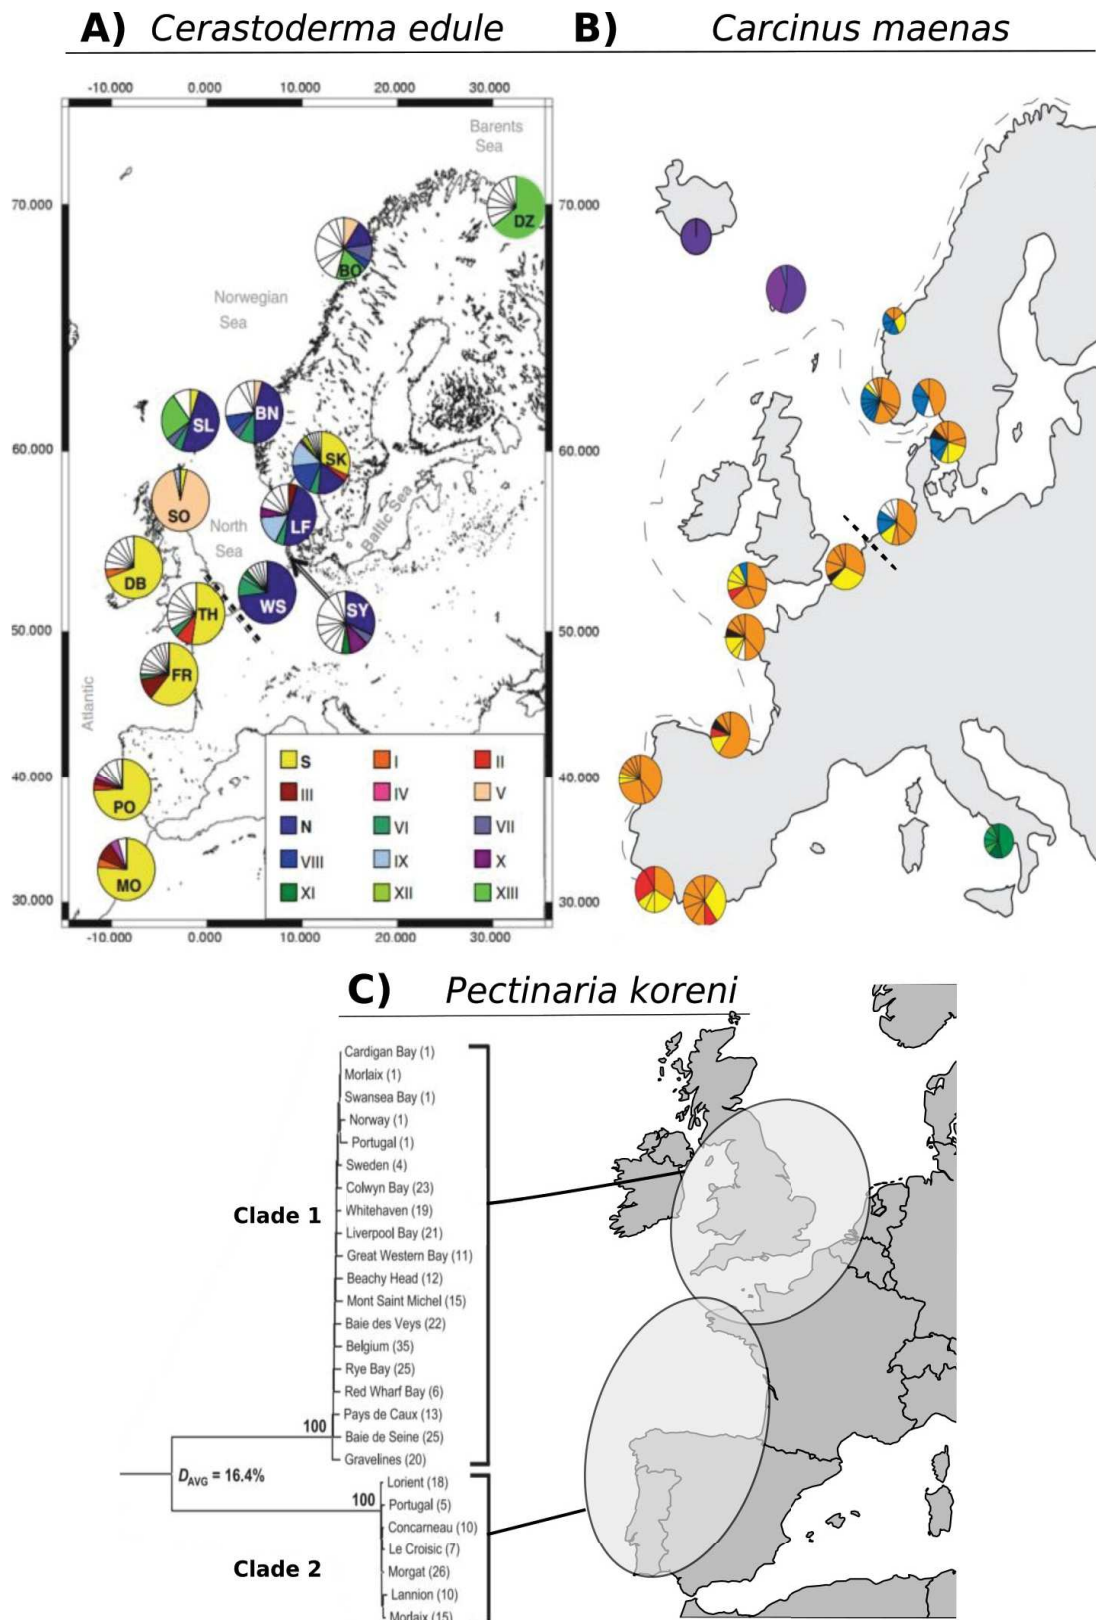 A) Cerastoderma edule
B) Carcinus maenas
-10.000 0.000 10.000 20.000 30.000
Barents
Sea
70.000 70.000
DZ
BO
Norwegian
Sea
SL BN
60.000 60.000
SK
SO
North
Sea
LF
Baltic Sea
DB
WS
TH SY
50.000 50.000
FR
Atlantic
S I II
40.000 40.000
III IV V
PO
N VI VII
VIII IX X
MO
XI XII XIII
30.000 30.000
-10.000 0.000 10.000 20.000 30.000
C) Pectinaria koreni
Cardigan Bay (1)
Morlaix (1)
Swansea Bay (1)
Norway (1)
Portugal (1)
Sweden (4)
Colwyn Bay (23)
Clade 1
Whitehaven (19)
Liverpool Bay (21)
Great Western Bay (11)
Beachy Head (12)
Mont Saint Michel (15)
Baie des Veys (22)
Belgium (35)
Rye Bay (25)
Red Wharf Bay (6)
Pays de Caux (13)
100
Baie de Seine (25)
Gravelines (20)
DAVG = 16.4%
Lorient (18)
100
Portugal (5)
Concarneau (10)
Le Croisic (7)
Clade 2
Morgat (26)
Lannion (10)
Morlaix (15)